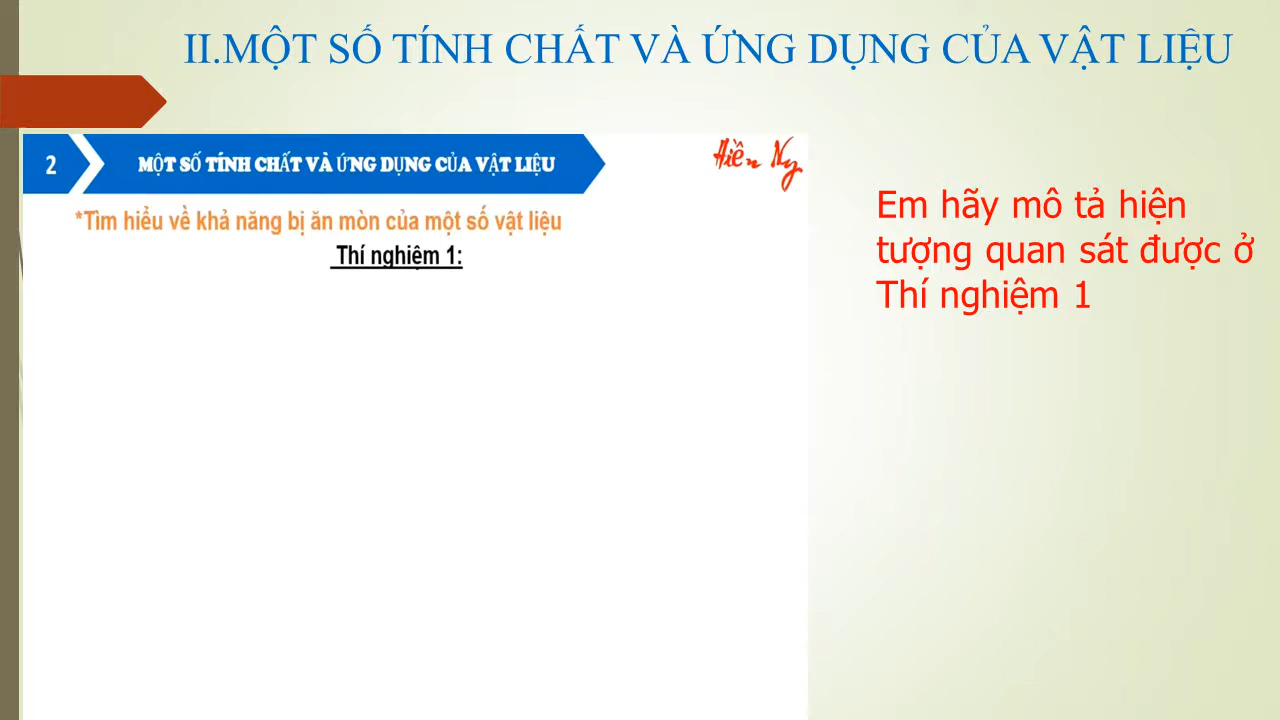 II.MỘT SỐ TÍNH CHẤT VÀ ỨNG DỤNG CỦA VẬT LIỆU
2
MỘT SỐ TÍNH CHẤT VÀ ỨNG DỤNG CỦA VẬT LIỆU
Hiền Ny
*Tìm hiểu về khả năng bị ăn mòn của một số vật liệu
Thí nghiệm 1:
Em hãy mô tả hiện
tượng quan sát được ở
Thí nghiệm 1